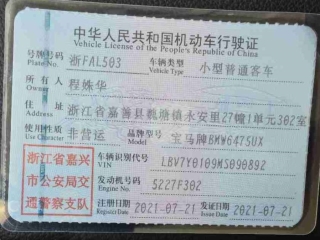 中华人民共和国机动车行驶证
Vehicle License of the People's Republic of China
号牌号码 浙FAL503 车辆类型 小型普通客车
Plate No. Vehicle Type
所有人 程姝华
Owner
住址 浙江省嘉善县魏塘镇永安里27幢1单元302室
Address
使用性质 非营运 品牌型号 宝马牌BMW6475UX
Use Character Model
浙江省嘉兴
市公安局交
通警察支队
车辆识别代号 LBV7Y0109MS090892
VIN
发动机号码 5227F302
Engine No.
注册日期 2021-07-21 发证日期 2021-07-21
Register Date Issue Date